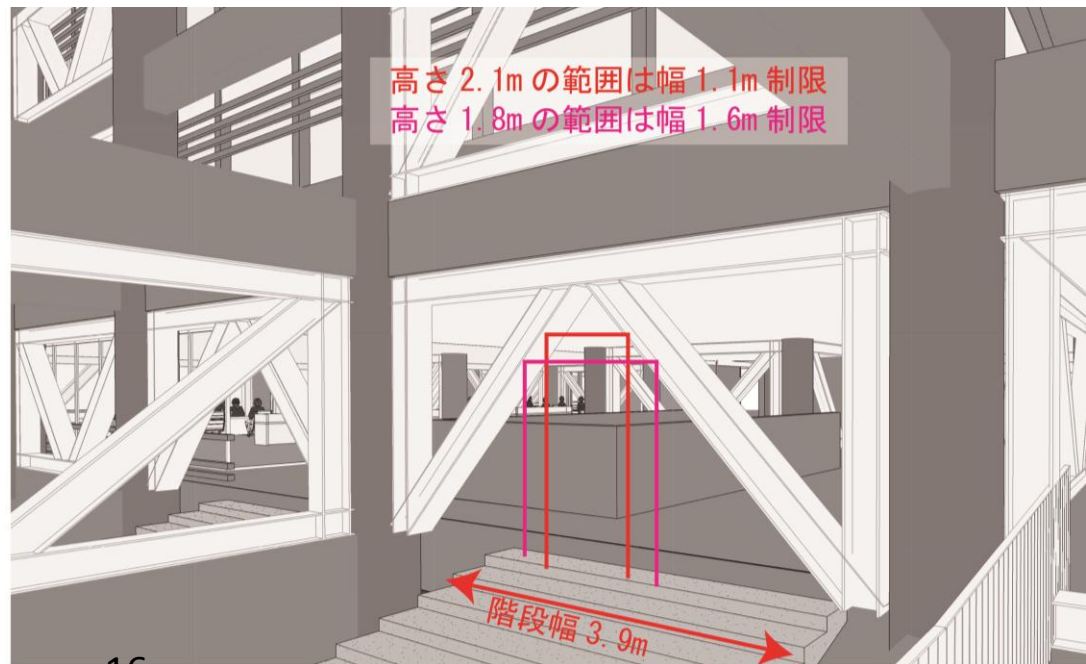 高さ 2.1m の範囲は幅 1.1m 制限
高さ 1.8m の範囲は幅 1.6m 制限
階段幅 3.9m
16